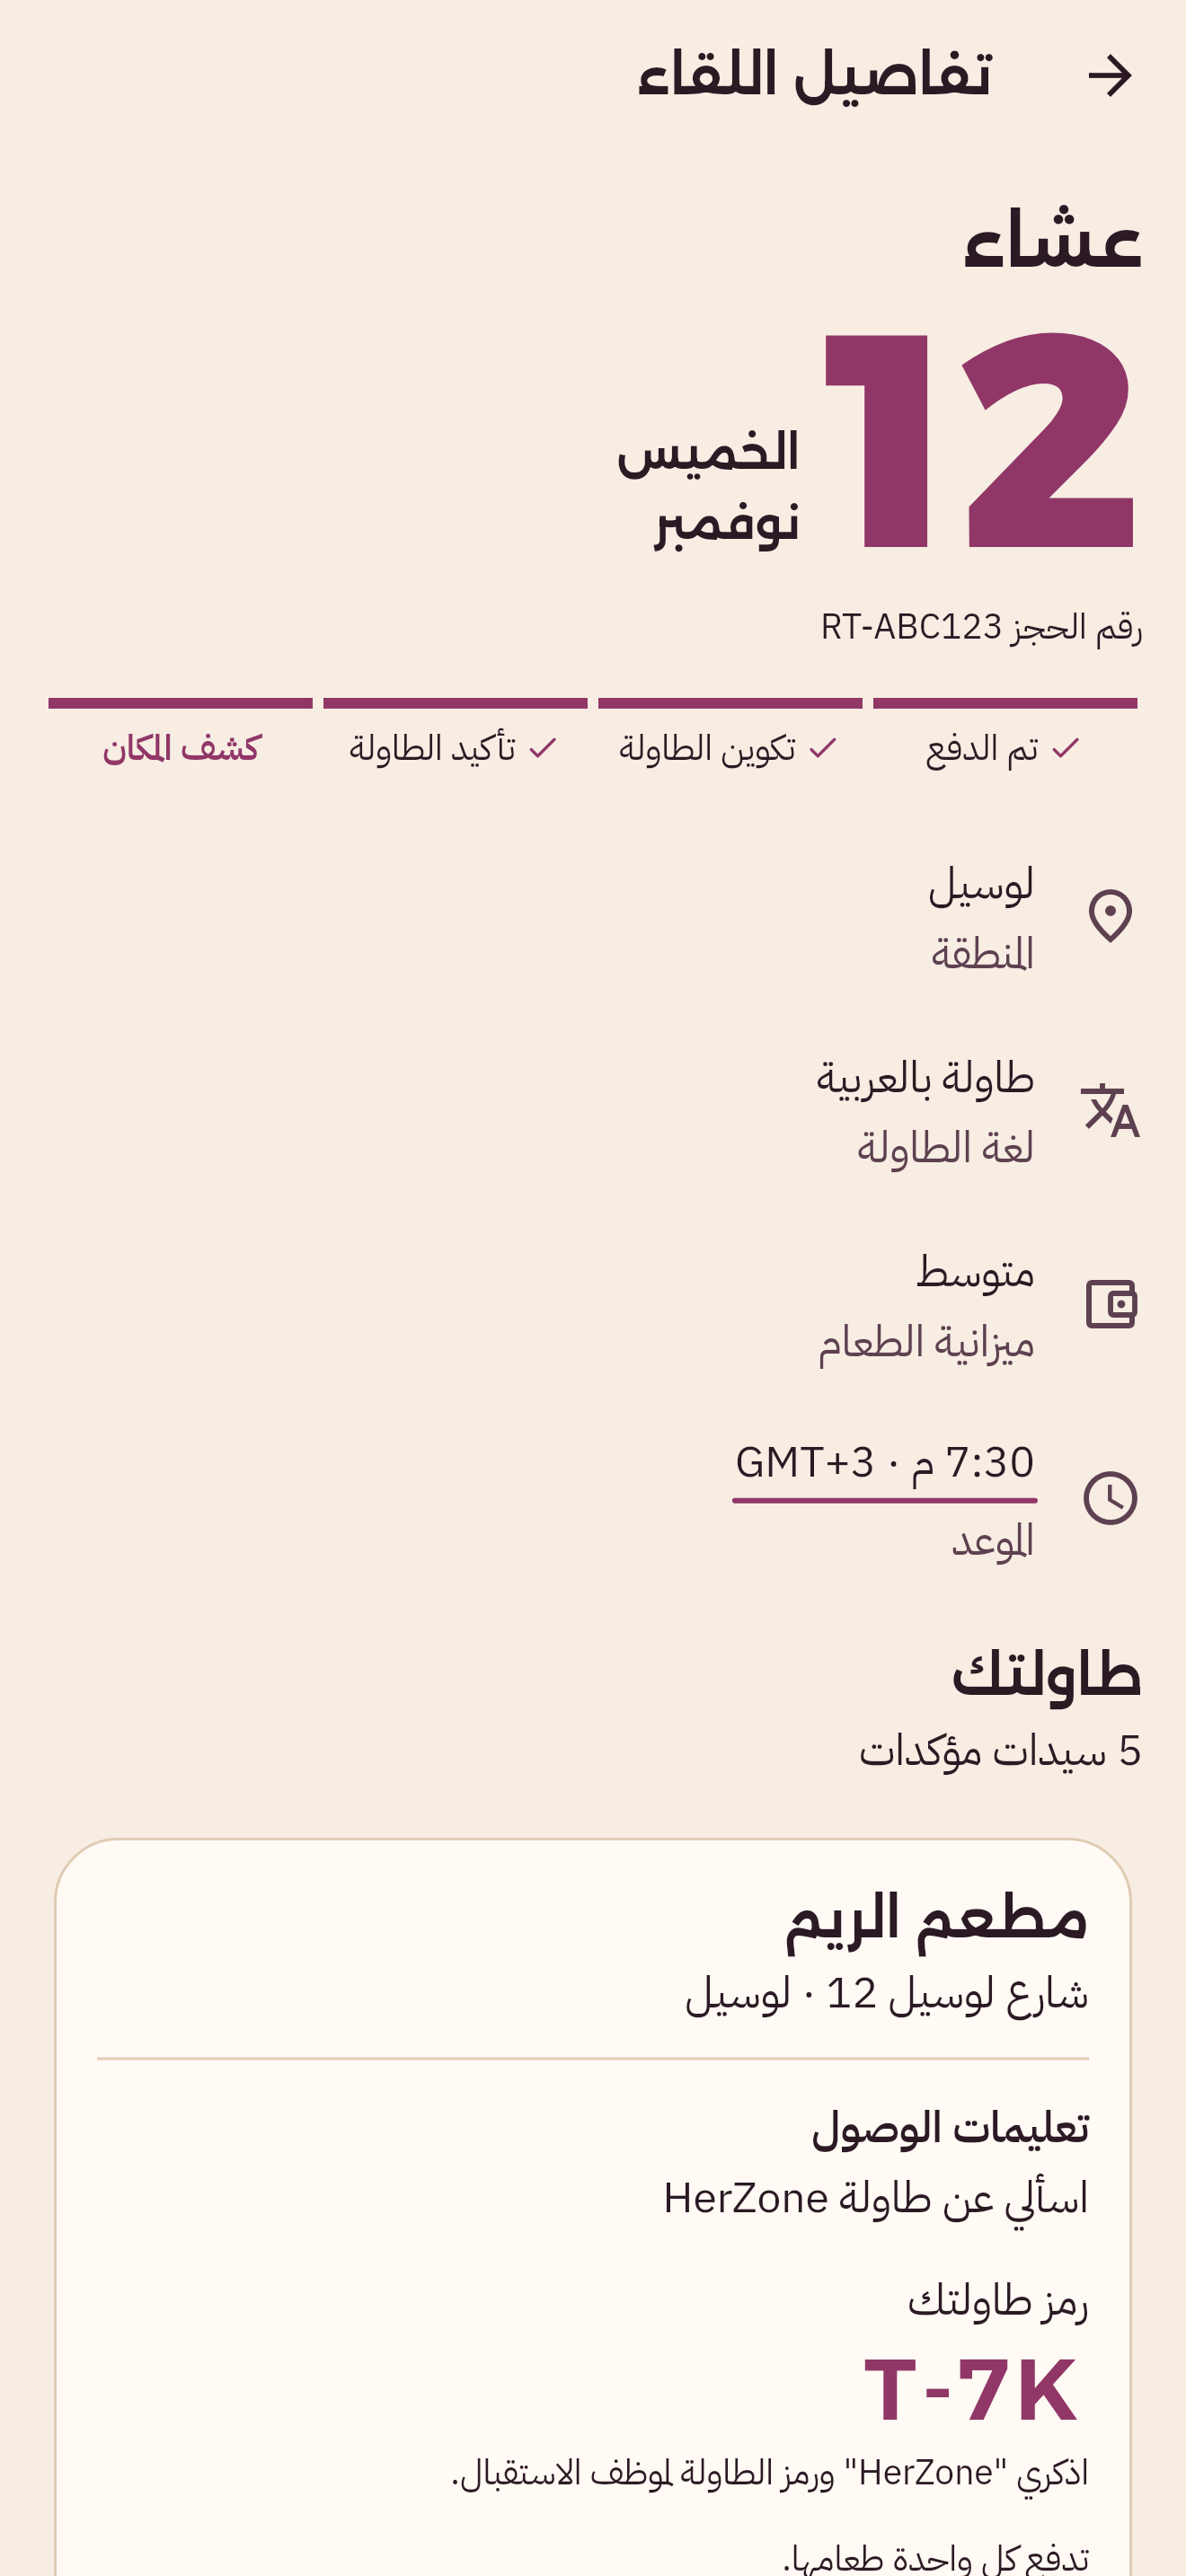 تفاصيل اللقاء
عشاء
12
الخميس
نوفمبر
رقم الحجز RT-ABC123
تم الدفع
تكوين الطاولة
تأكيد الطاولة
كشف المكان
لوسيل
المنطقة
طاولة بالعربية
لغة الطاولة
متوسط
ميزانية الطعام
7:30 م · GMT+3
الموعد
طاولتك
5 سيدات مؤكدات
مطعم الريم
شارع لوسيل 12 · لوسيل
تعليمات الوصول
اسألي عن طاولة HerZone
رمز طاولتك
T-7K
اذكري "HerZone" ورمز الطاولة لموظف الاستقبال.
تدفع كل واحدة طعامها.